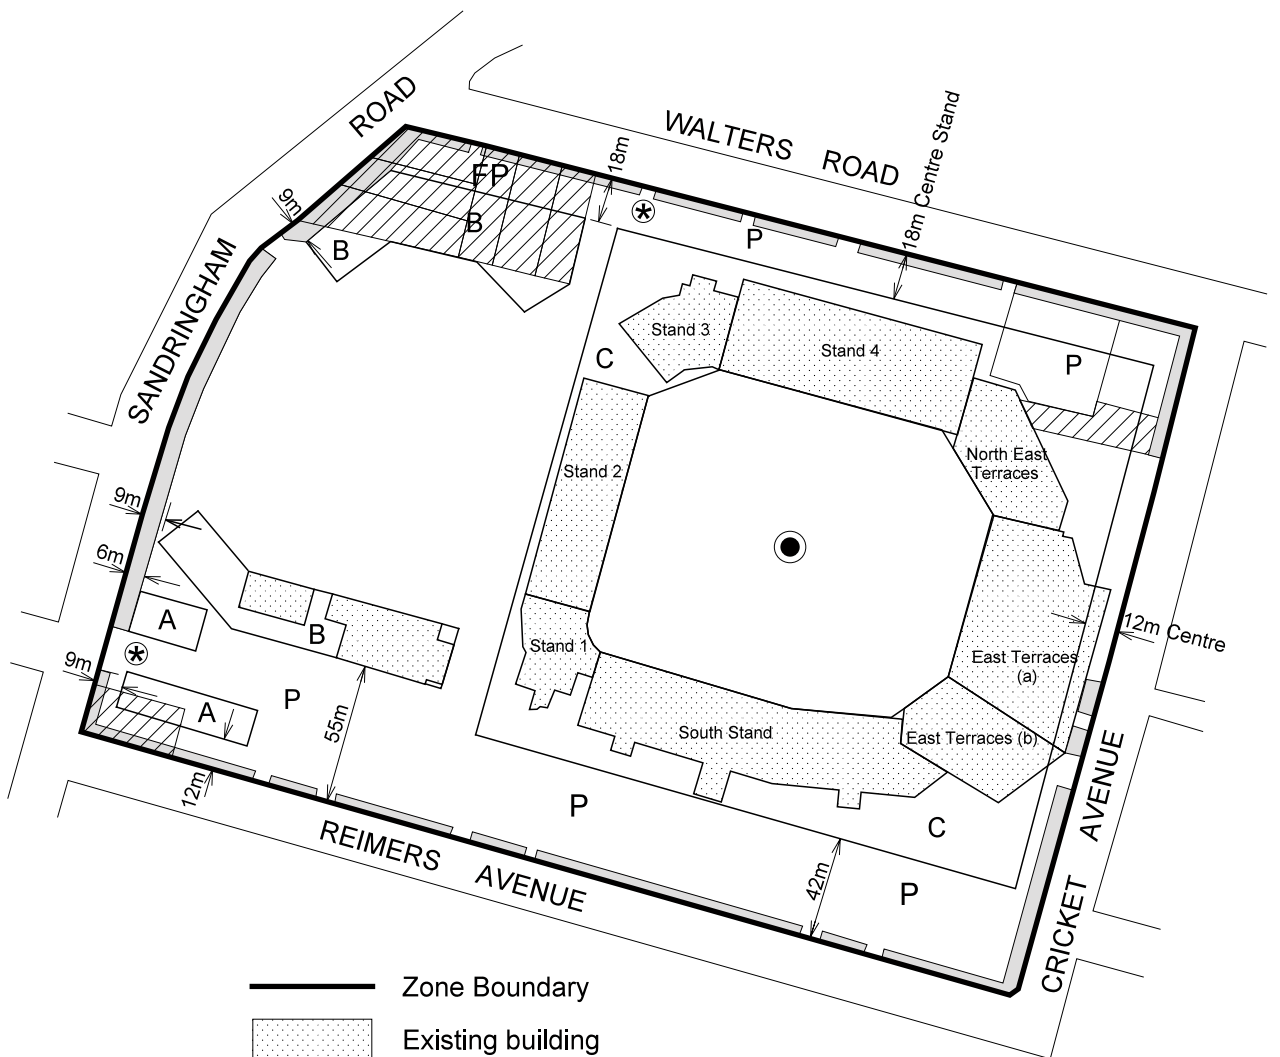 ROAD
WALTERS ROAD
18m Centre Stand
18m
FP
9m
B
B
*
P
SANDRINGHAM
Stand 3
Stand 4
C
P
Stand 2
North East
Terraces
9m
6m
A
B
Stand 1
12m Centre
*
East Terraces
(a)
9m
A
P
55m
South Stand
East Terraces (b)
12m
P
C
AVENUE
REIMERS AVENUE
42m
P
CRICKET
Zone Boundary
Existing building